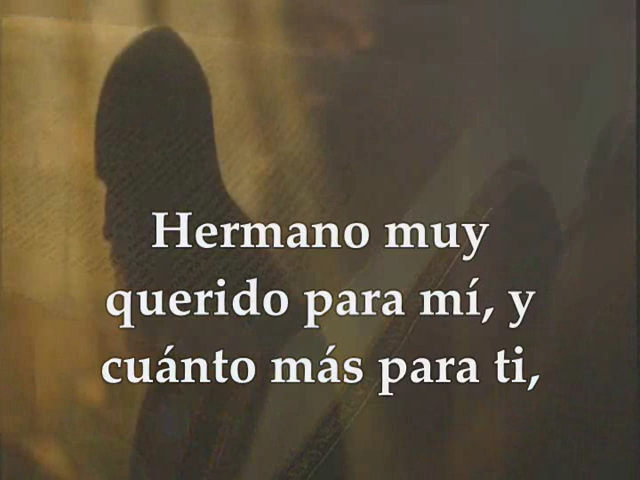 Hermano muy
querido para mí, y
cuánto más para ti,